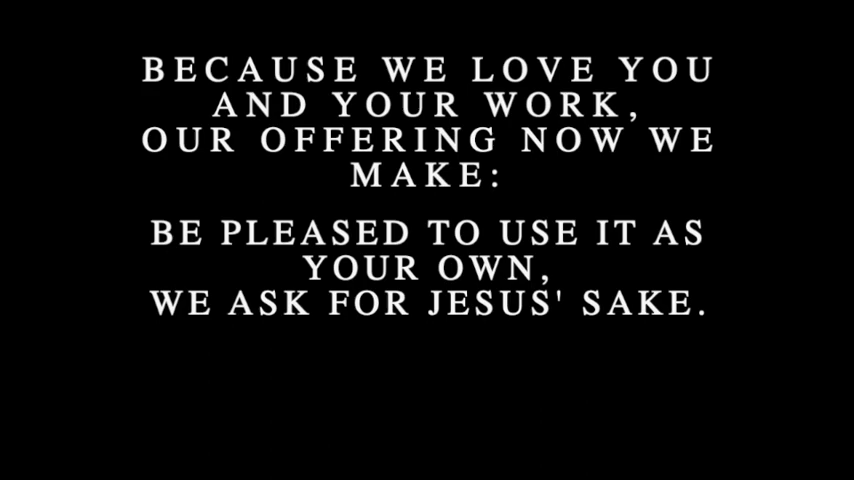 BECAUSE WE LOVE YOU
AND YOUR WORK,
OUR OFFERING NOW WE
MAKE:
BE PLEASED TO USE IT AS
YOUR OWN,
WE ASK FOR JESUS' SAKE.